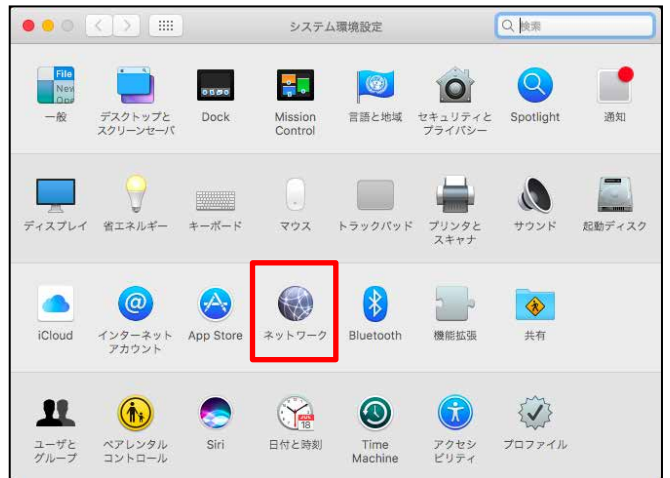 システム環境設定
検索
File
New
Ope
一般
デスクトップと
スクリーンセーバ
Dock
Mission
Control
言語と地域
セキュリティと
プライバシー
Spotlight
通知
ディスプレイ
省エネルギー
キーボード
マウス
トラックパッド
プリンタと
スキャナ
サウンド
起動ディスク
iCloud
インターネット
アカウント
App Store
ネットワーク
Bluetooth
機能拡張
共有
ユーザと
グループ
ペアレンタル
コントロール
Siri
18
日付と時刻
Time
Machine
アクセシ
ビリティ
プロファイル